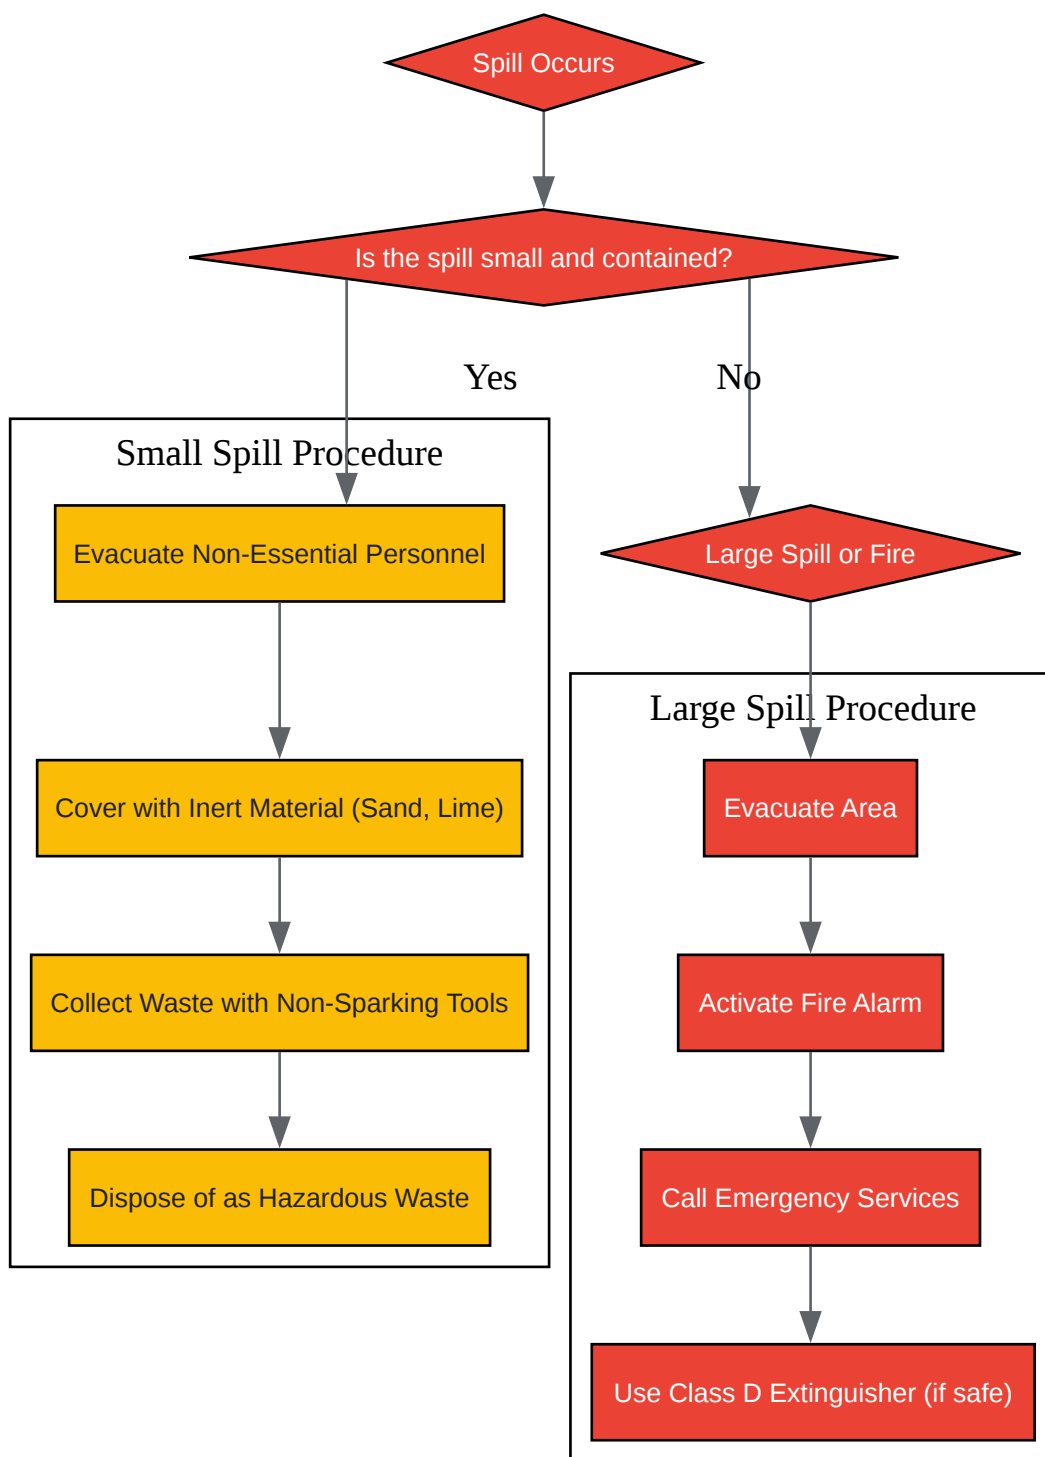 Spill Occurs
Is the spill small and contained?
Yes
No
Small Spill Procedure
Evacuate Non-Essential Personnel
Cover with Inert Material (Sand, Lime)
Collect Waste with Non-Sparking Tools
Dispose of as Hazardous Waste
Large Spill or Fire
Large Spill Procedure
Evacuate Area
Activate Fire Alarm
Call Emergency Services
Use Class D Extinguisher (if safe)